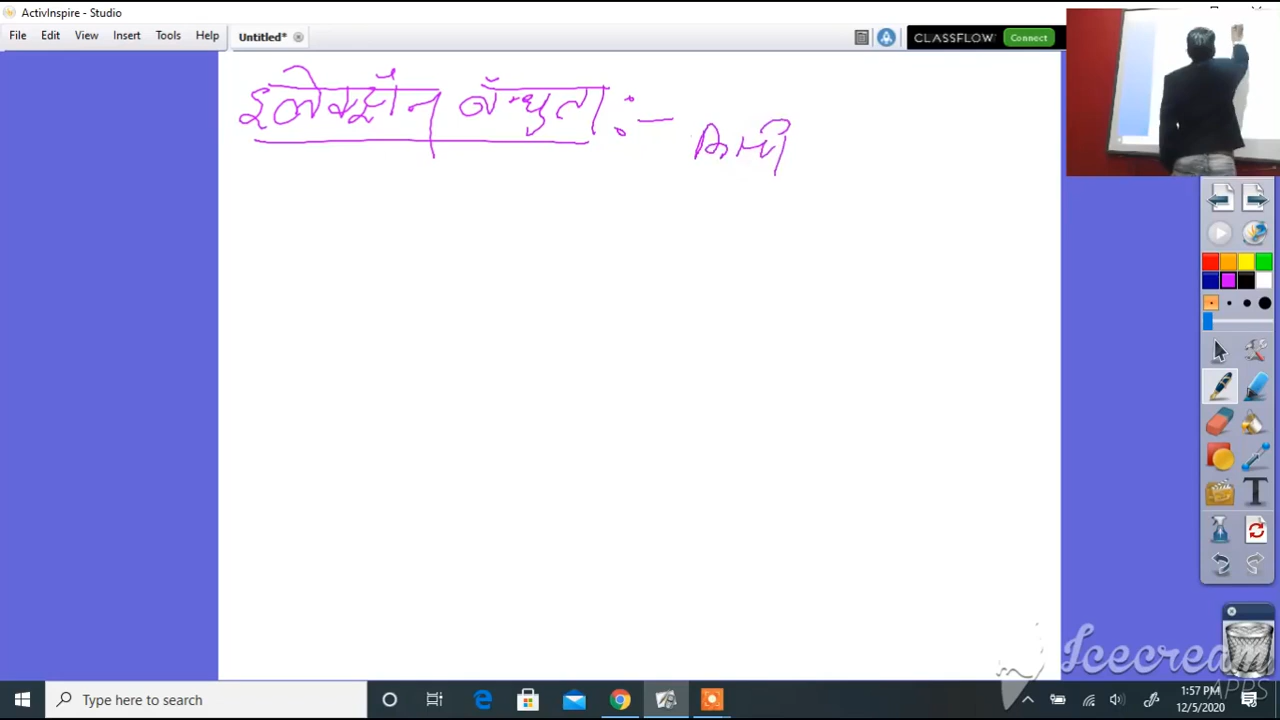 ActivInspire - Studio
File Edit View Insert Tools Help
Untitled*
CLASSFLOW Connect
इलेक्ट्रॉन बन्धुता :-
किसी
T
Icecream
APPS
Type here to search
1:57 PM
12/5/2020